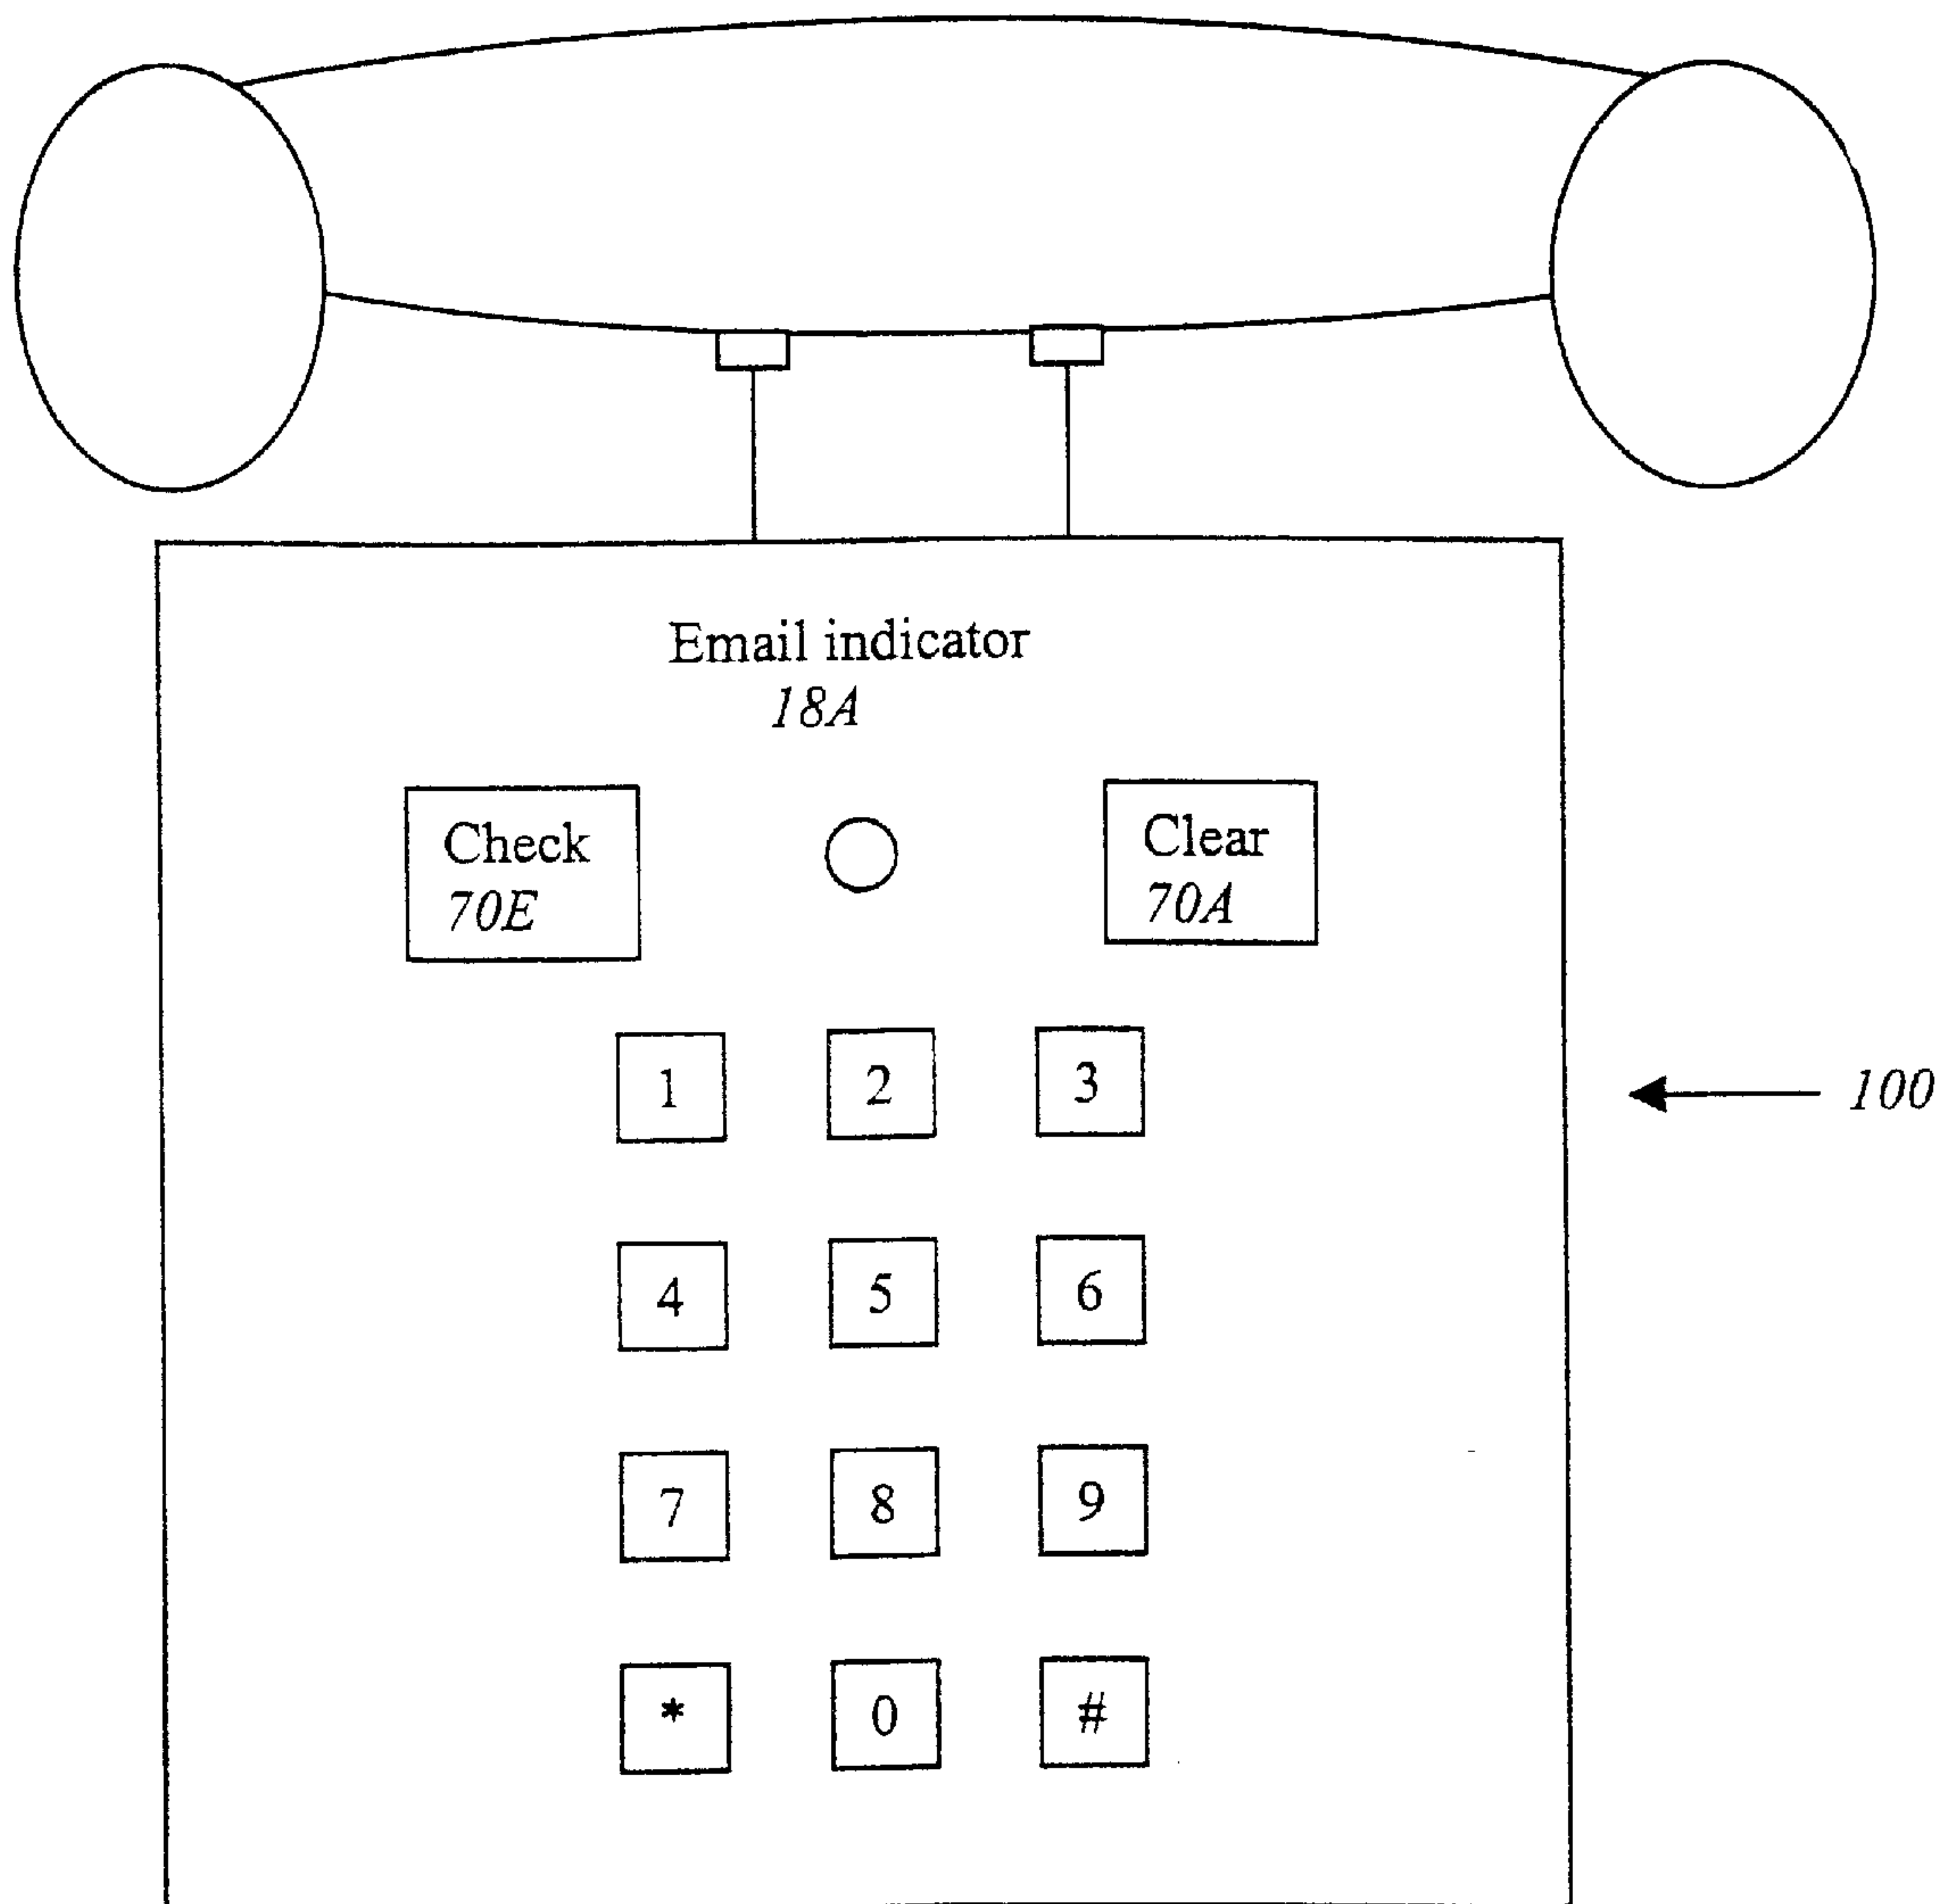 Email indicator
18A
Check
70E
Clear
70A
1 2 3
100
4 5 6
7 8 9
* 0 #